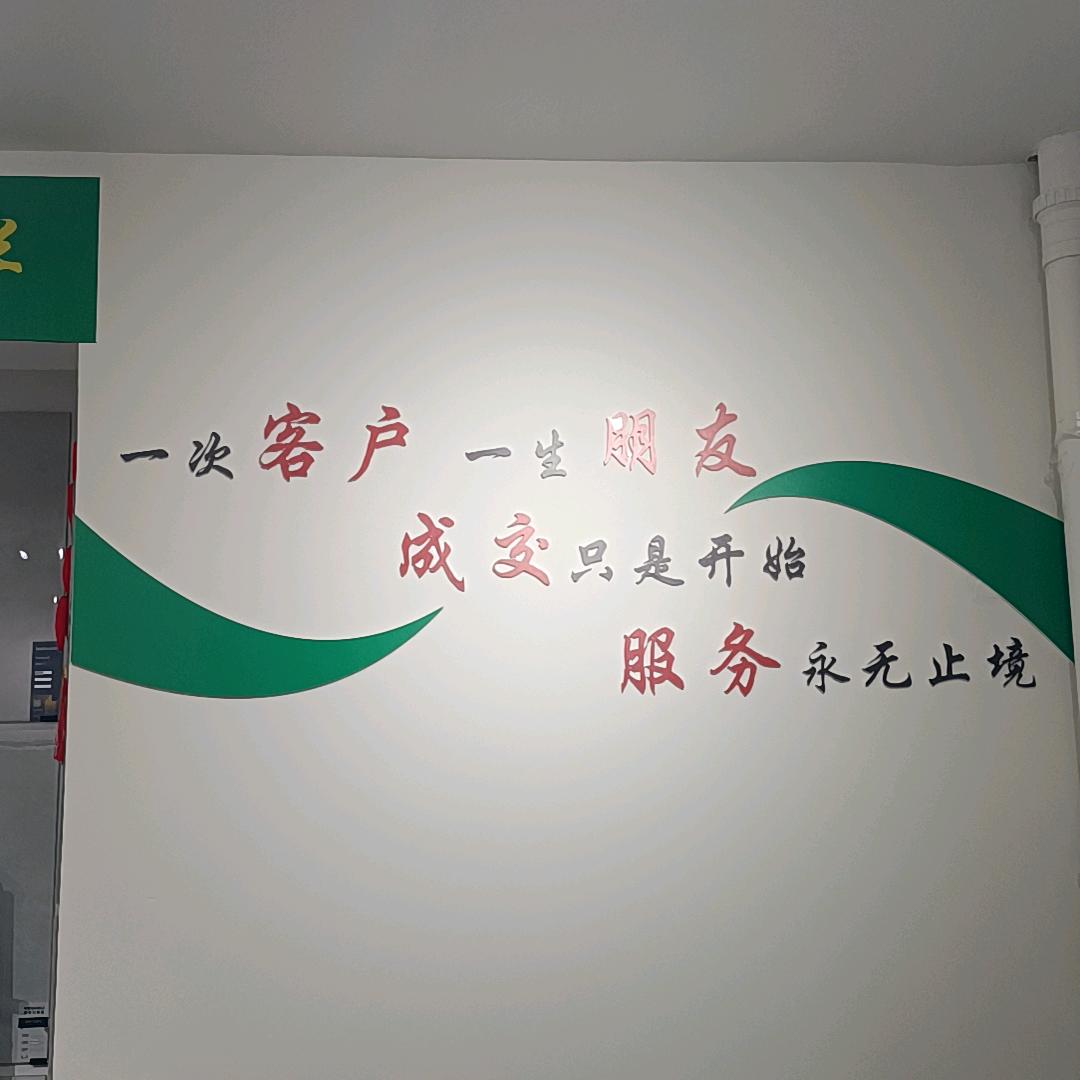 一次客户 一生朋友
成交只是开始
服务永无止境